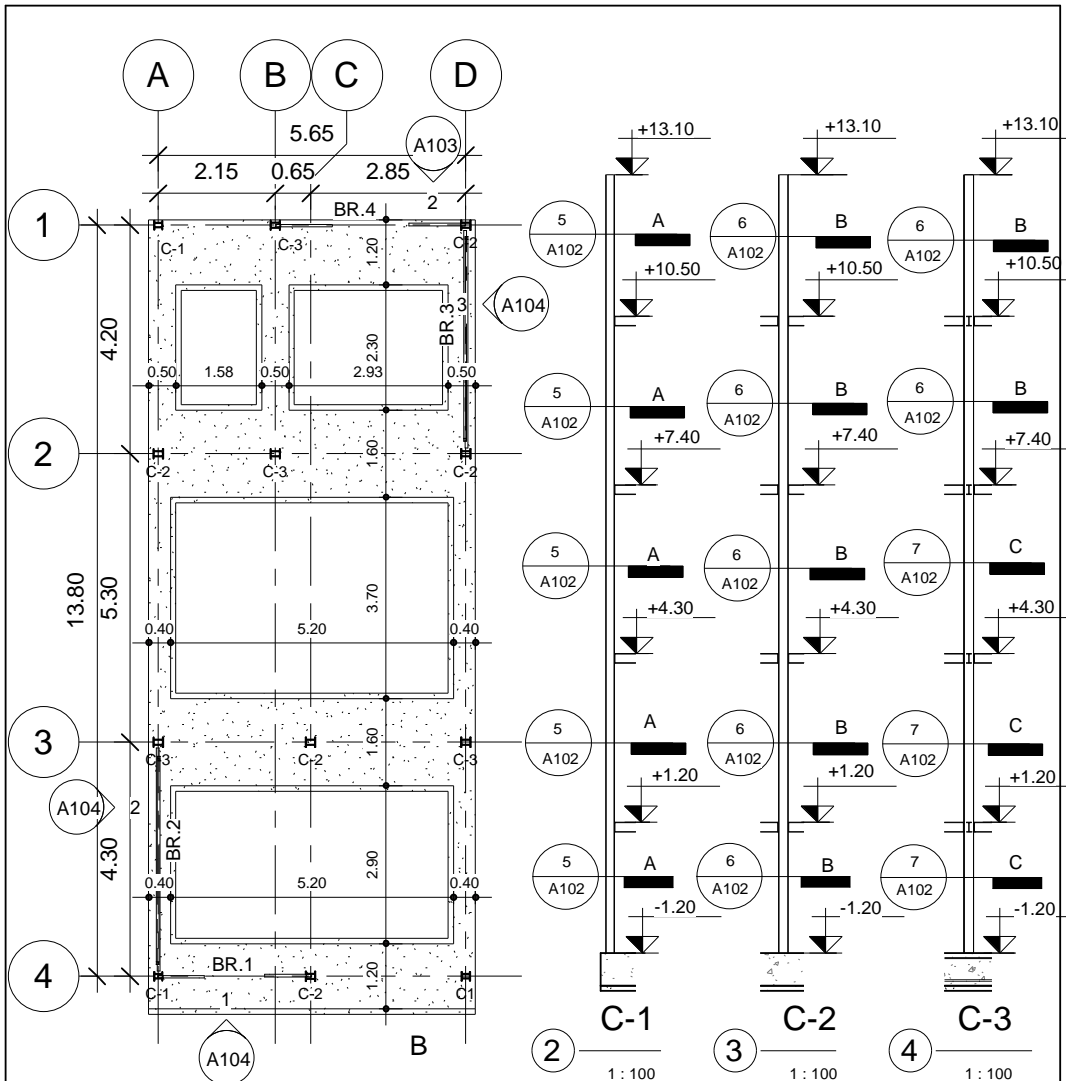 A B C D
5.65
A103
2.15 0.65 2.85
2
BR.4
1
C-1 C-3 C-2
1.20
4.20
BR.3
3
A104
2.30
0.50 1.58 0.50 2.93 0.50
1.60
2
C-2 C-3 C-2
13.80
5.30
3.70
0.40 5.20 0.40
1.60
3
C-3 C-2 C-3
A104
2
BR.2
4.30
2.90
0.40 5.20 0.40
1.20
4
BR.1
C-1 C-2 C1
1
A104
B
+13.10 +13.10 +13.10
5 A 6 B 6 B
A102 A102 A102
+10.50 +10.50 +10.50
5 A 6 B 6 B
A102 A102 A102
+7.40 +7.40 +7.40
5 A 6 B 7 C
A102 A102 A102
+4.30 +4.30 +4.30
5 A 6 B 7 C
A102 A102 A102
+1.20 +1.20 +1.20
5 A 6 B 7 C
A102 A102 A102
-1.20 -1.20 -1.20
C-1 C-2 C-3
2 3 4
1 : 100 1 : 100 1 : 100